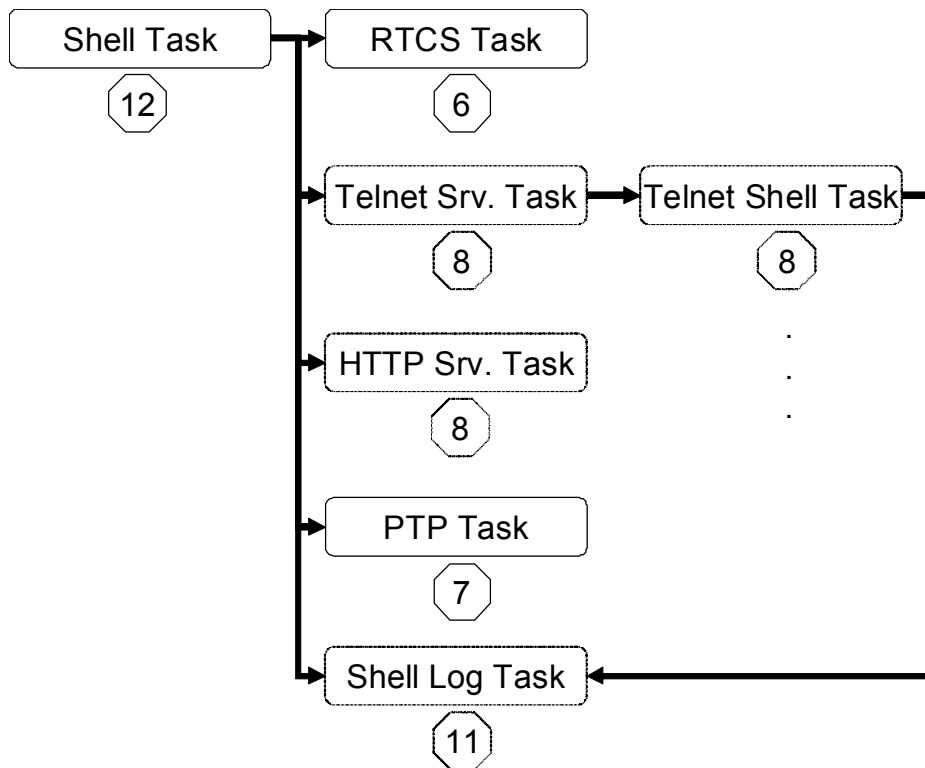 Shell Task
RTCS Task
12
6
Telnet Srv. Task
Telnet Shell Task
8
8
HTTP Srv. Task
8
.
.
.
PTP Task
7
Shell Log Task
11